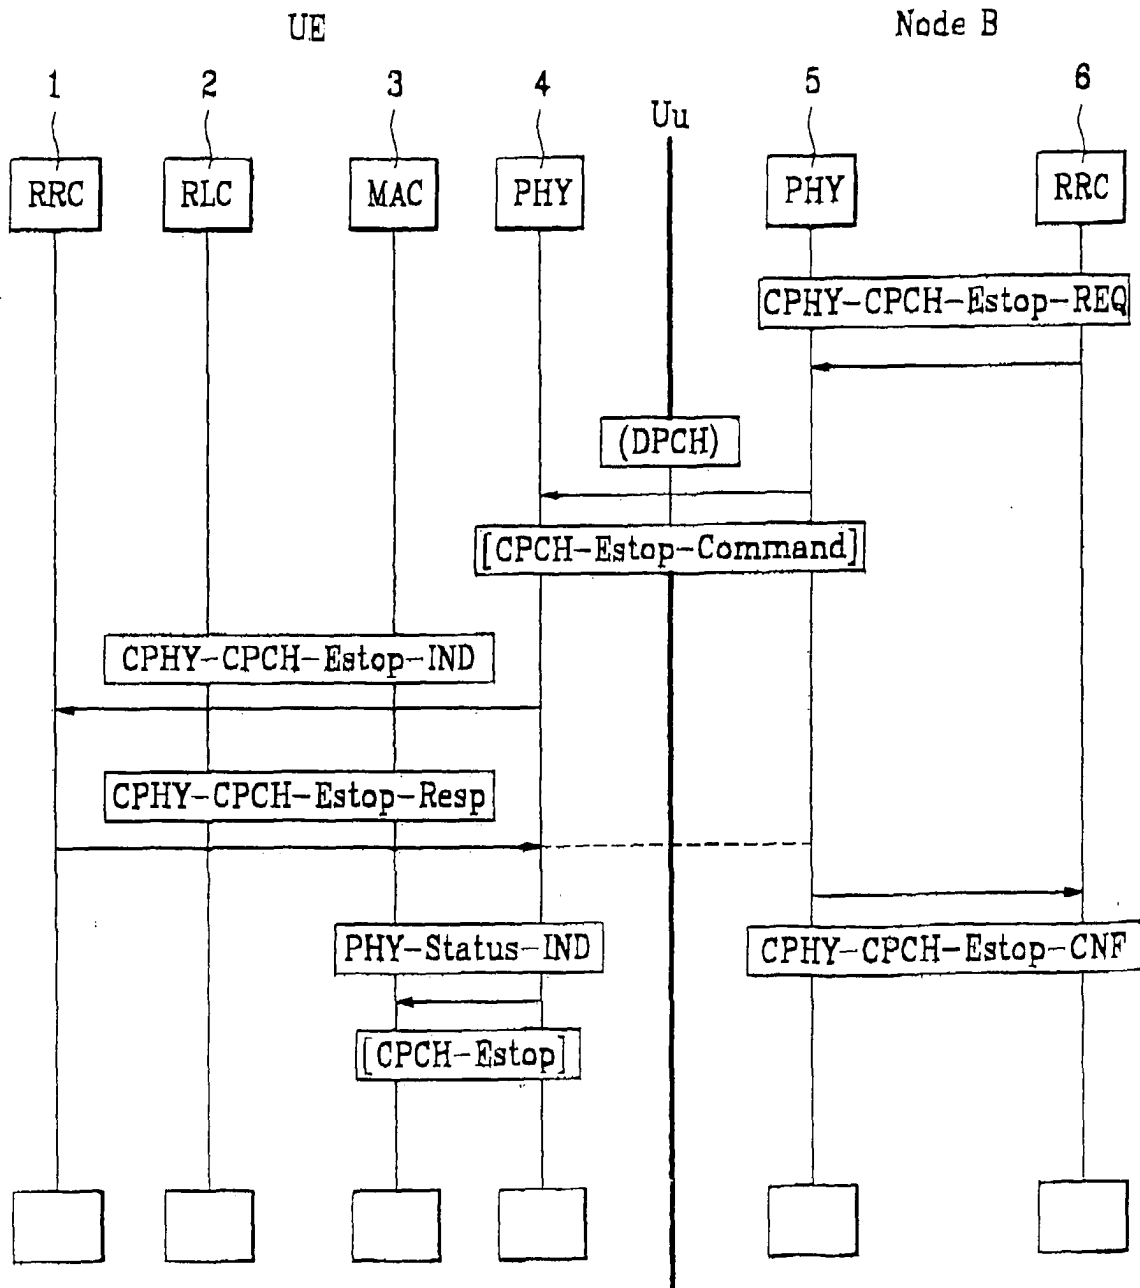 UE
Node B
1
2
3
4
5
6
Uu
RRC
RLC
MAC
PHY
PHY
RRC
CPHY-CPCH-Estop-REQ
(DPCH)
[CPCH-Estop-Command]
CPHY-CPCH-Estop-IND
CPHY-CPCH-Estop-Resp
PHY-Status-IND
CPHY-CPCH-Estop-CNF
[CPCH-Estop]